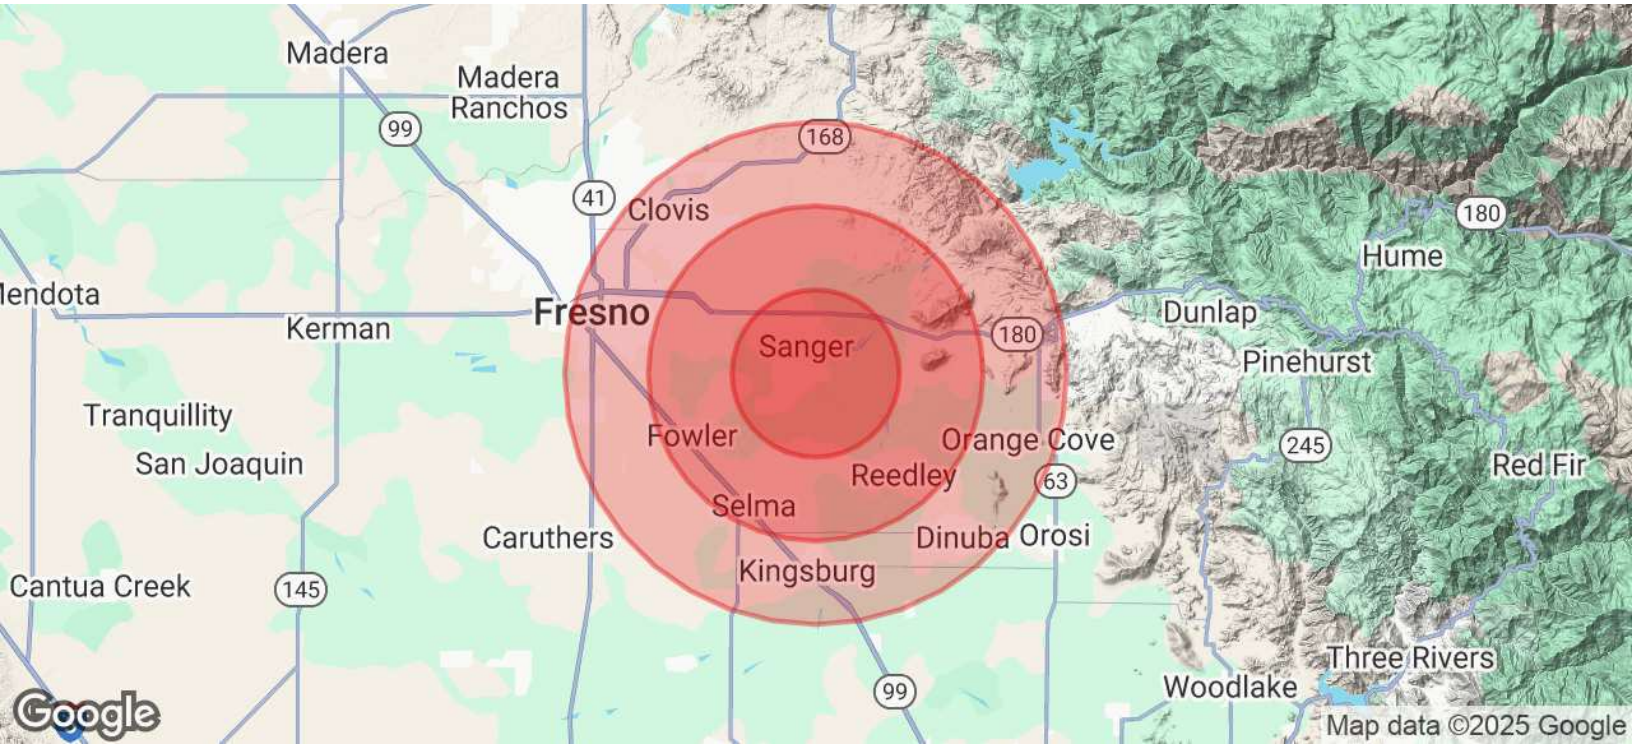 Madera
Madera
Ranchos
99
168
41
Clovis
180
Hume
Mendota
Fresno
Kerman
Sanger
180
Dunlap
Pinehurst
Tranquillity
Fowler
Orange Cove
245
San Joaquin
Reedley
63
Red Fir
Selma
Caruthers
Dinuba
Orosi
Kingsburg
Cantua Creek
145
Three Rivers
Woodlake
99
Google
Map data ©2025 Google